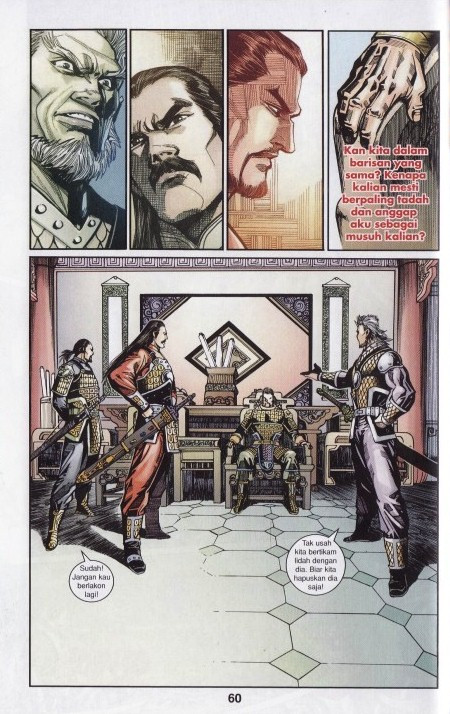 Kan kita dalam
barisan yang
sama? Kenapa
kalian mesti
berpaling tadah
dan anggap
aku sebagai
musuh kalian?
Sudah!
Jangan kau
berlakon
lagi!
Tak usah
kita bertikam
lidah dengan
dia. Biar kita
hapuskan dia
saja!
60